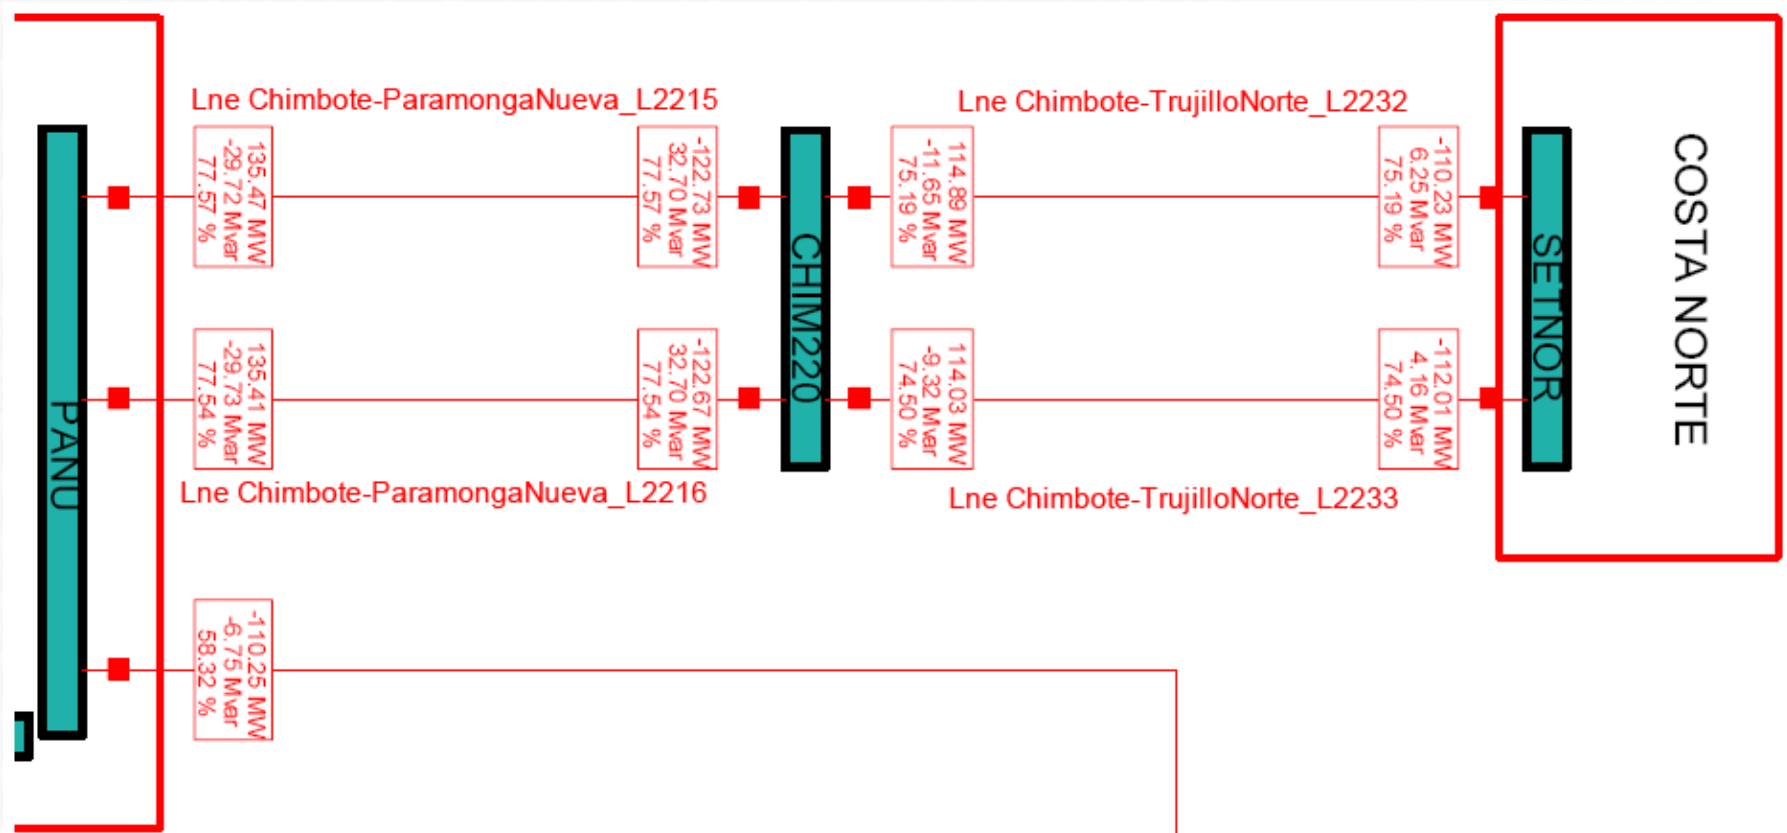 Lne Chimbote-ParamongaNueva_L2215
Lne Chimbote-TrujilloNorte_L2232
135.47 MW
-29.72 Mvar
77.57 %
-122.73 MW
32.70 Mvar
77.57 %
114.89 MW
-11.65 Mvar
75.19 %
-110.23 MW
6.25 Mvar
75.19 %
PANU
CHIM220
SETNOR
COSTA NORTE
135.41 MW
-29.73 Mvar
77.54 %
-122.67 MW
32.70 Mvar
77.54 %
114.03 MW
-9.32 Mvar
74.50 %
-112.01 MW
4.16 Mvar
74.50 %
Lne Chimbote-ParamongaNueva_L2216
Lne Chimbote-TrujilloNorte_L2233
-110.25 MW
-6.75 Mvar
58.32 %